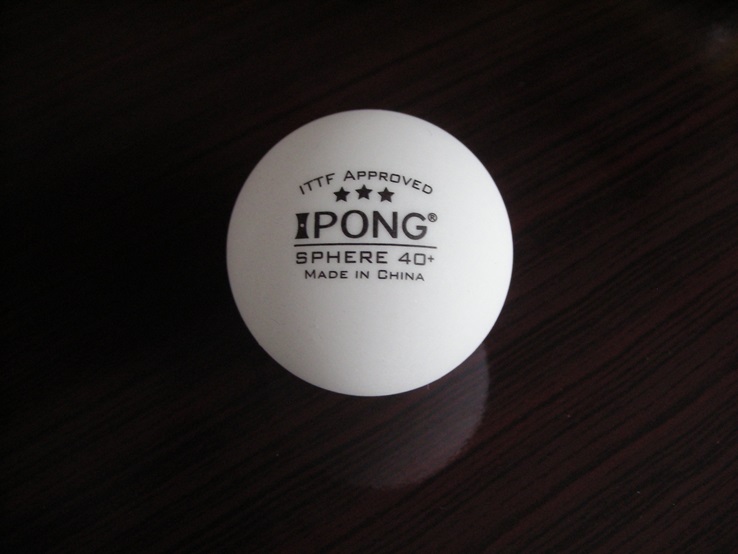 ITTF APPROVED
★★★
IPONG®
SPHERE 40+
MADE IN CHINA